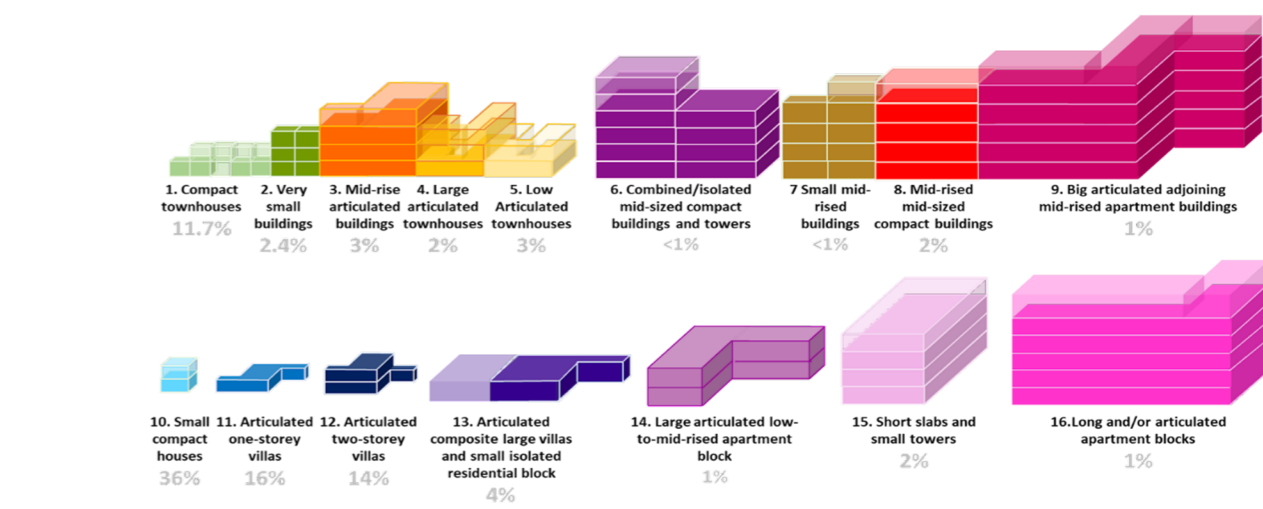 1. Compact
townhouses
11.7%
2. Very
small
buildings
2.4%
3. Mid-rise
articulated
buildings
3%
4. Large
articulated
townhouses
2%
5. Low
Articulated
townhouses
3%
6. Combined/isolated
mid-sized compact
buildings and towers
<1%
7 Small mid-
rised
buildings
<1%
8. Mid-rised
mid-sized
compact buildings
2%
9. Big articulated adjoining
mid-rised apartment buildings
1%
10. Small
compact
houses
36%
11. Articulated
one-storey
villas
16%
12. Articulated
two-storey
villas
14%
13. Articulated
composite large villas
and small isolated
residential block
4%
14. Large articulated low-
to-mid-rised apartment
block
1%
15. Short slabs and
small towers
2%
16.Long and/or articulated
apartment blocks
1%